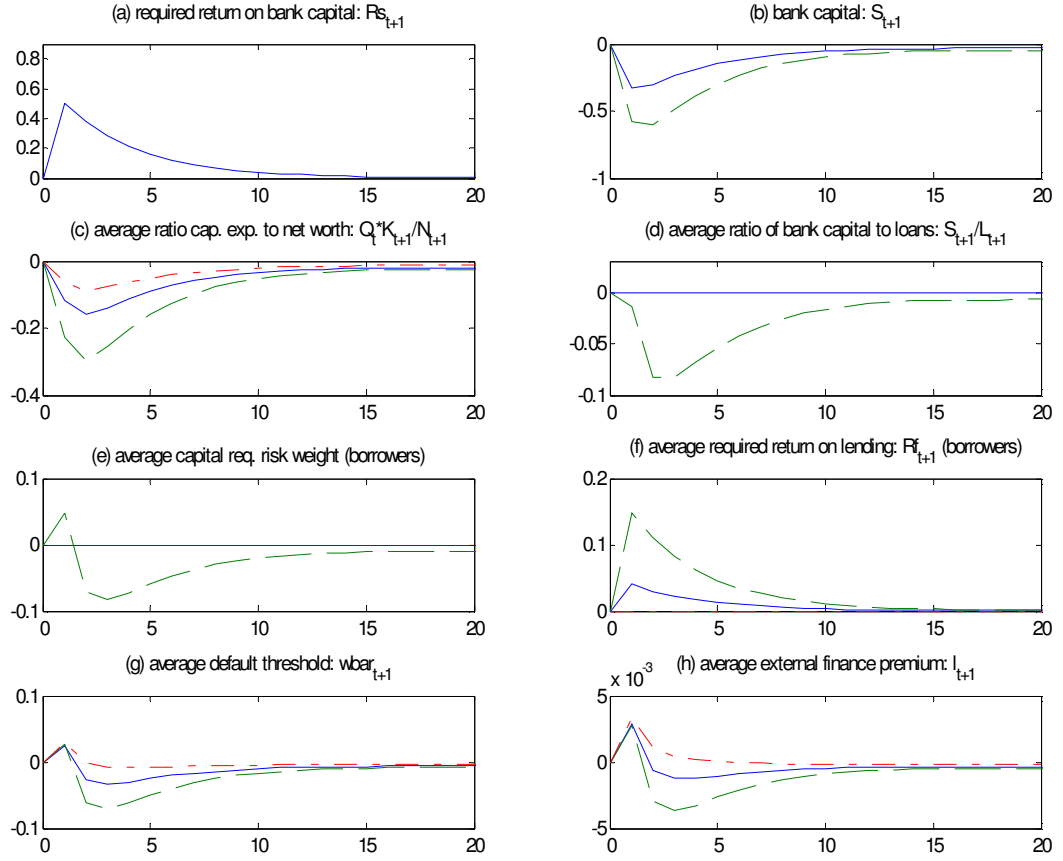 (a) required return on bank capital: Rs_{t+1}
0.8
0.6
0.4
0.2
0
0 5 10 15 20
(b) bank capital: S_{t+1}
0
-0.5
-1
0 5 10 15 20
(c) average ratio cap. exp. to net worth: Q_t*K_{t+1}/N_{t+1}
0
-0.2
-0.4
0 5 10 15 20
(d) average ratio of bank capital to loans: S_{t+1}/L_{t+1}
0
-0.05
-0.1
0 5 10 15 20
(e) average capital req. risk weight (borrowers)
0.1
0
-0.1
0 5 10 15 20
(f) average required return on lending: Rf_{t+1} (borrowers)
0.2
0.1
0
0 5 10 15 20
(g) average default threshold: wbar_{t+1}
0.1
0
-0.1
0 5 10 15 20
(h) average external finance premium: l_{t+1}
x 10^{-3}
5
0
-5
0 5 10 15 20